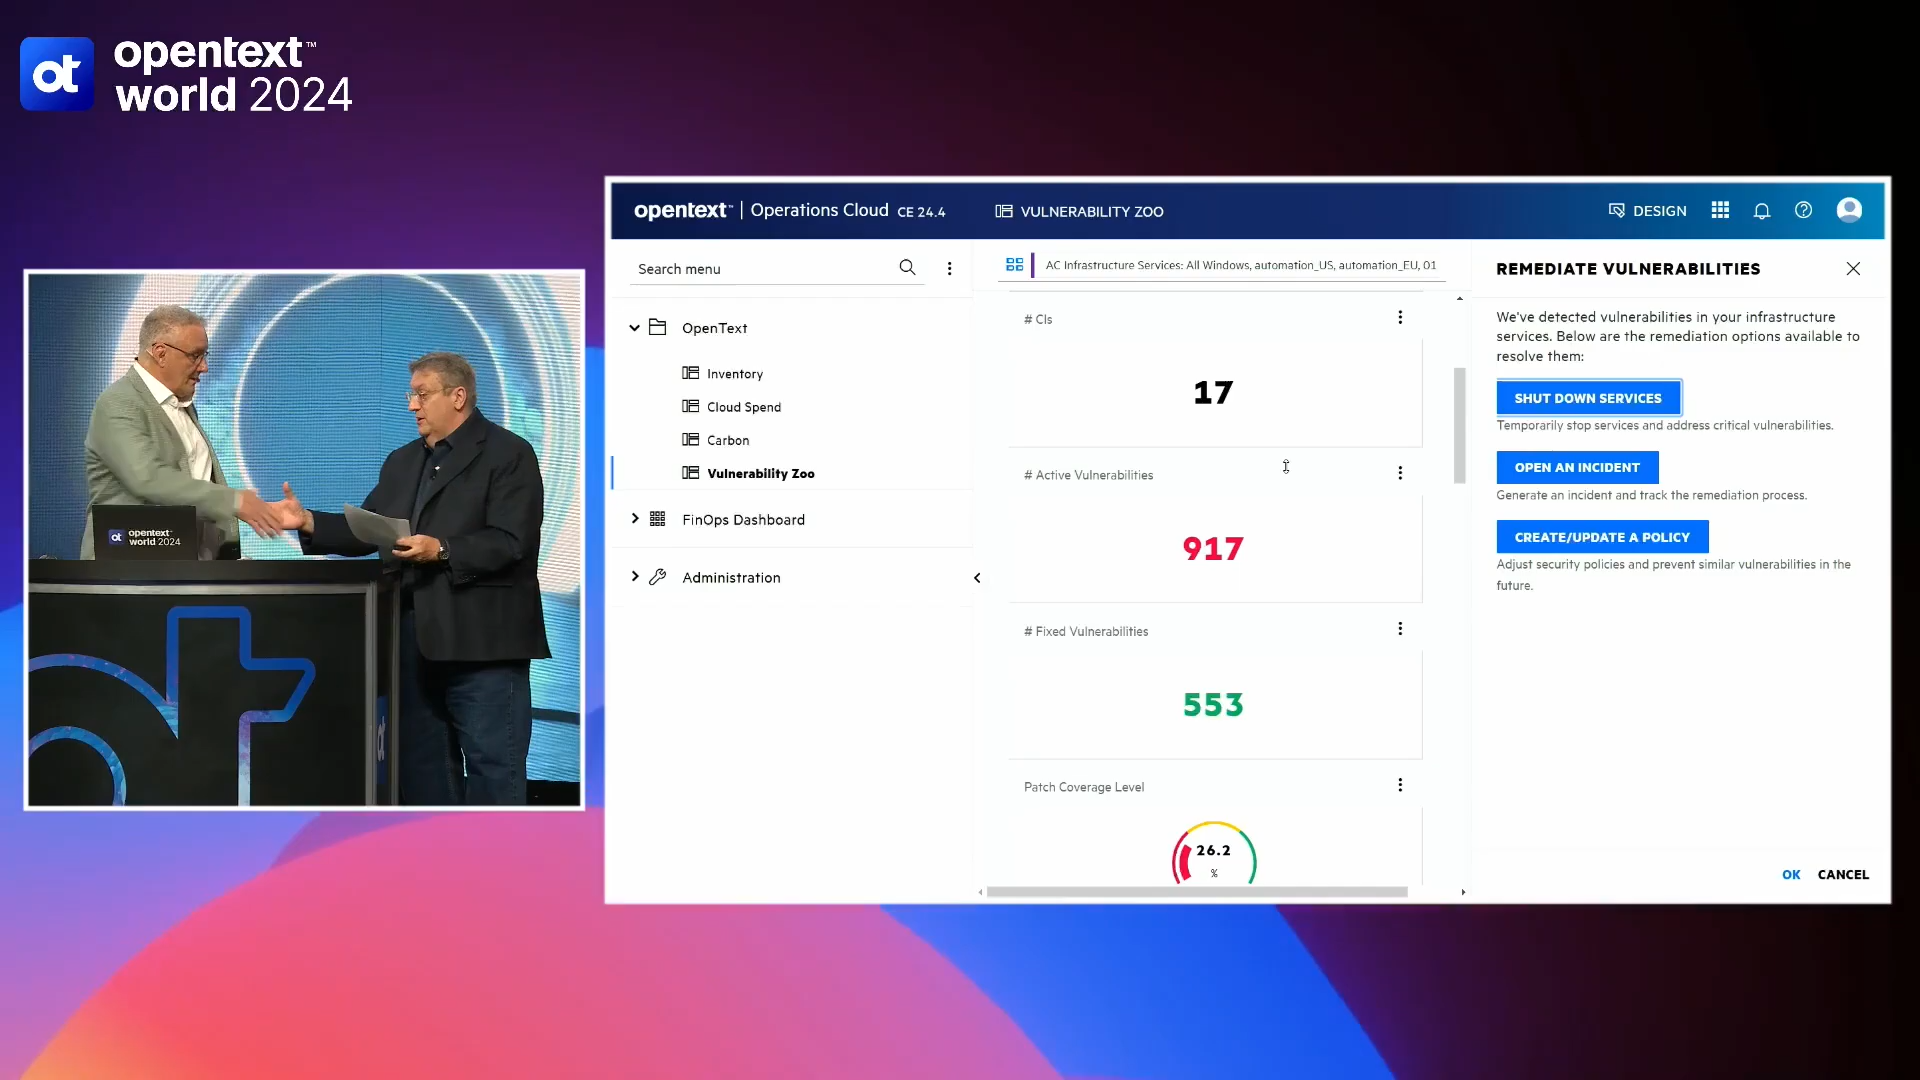 opentext™
world 2024
opentext™ | Operations Cloud CE 24.4
VULNERABILITY ZOO
DESIGN
Search menu
OpenText
Inventory
Cloud Spend
Carbon
Vulnerability Zoo
FinOps Dashboard
Administration
AC Infrastructure Services: All Windows, automation_US, automation_EU, 01
# CIs
17
# Active Vulnerabilities
917
# Fixed Vulnerabilities
553
Patch Coverage Level
26.2
%
REMEDIATE VULNERABILITIES
We've detected vulnerabilities in your infrastructure
services. Below are the remediation options available to
resolve them:
SHUT DOWN SERVICES
Temporarily stop services and address critical vulnerabilities.
OPEN AN INCIDENT
Generate an incident and track the remediation process.
CREATE/UPDATE A POLICY
Adjust security policies and prevent similar vulnerabilities in the
future.
OK CANCEL
opentext™
world 2024